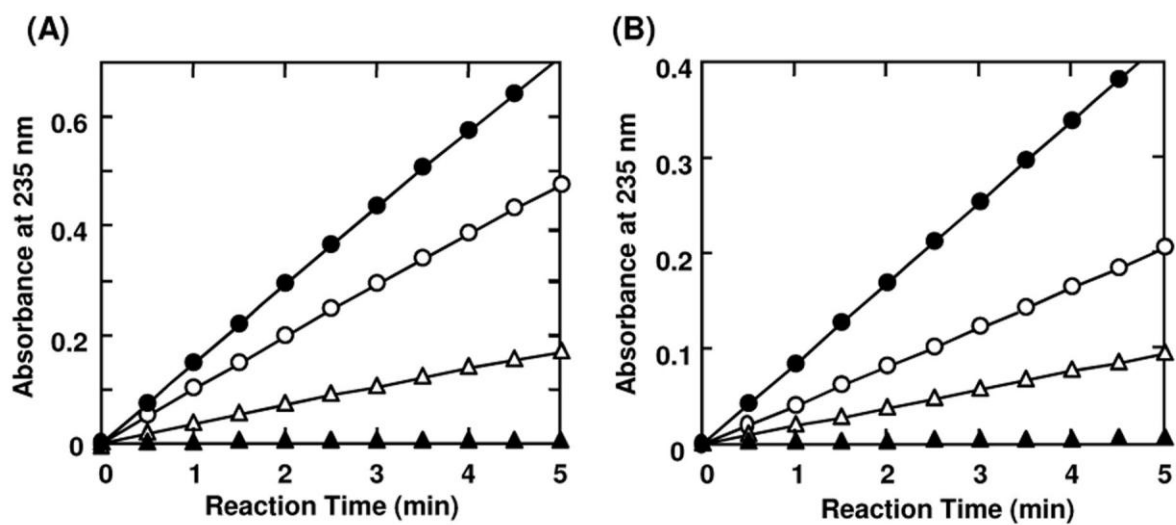 (A)
Absorbance at 235 nm
0.6
0.4
0.2
0
0 1 2 3 4 5
Reaction Time (min)
(B)
Absorbance at 235 nm
0.4
0.3
0.2
0.1
0
0 1 2 3 4 5
Reaction Time (min)